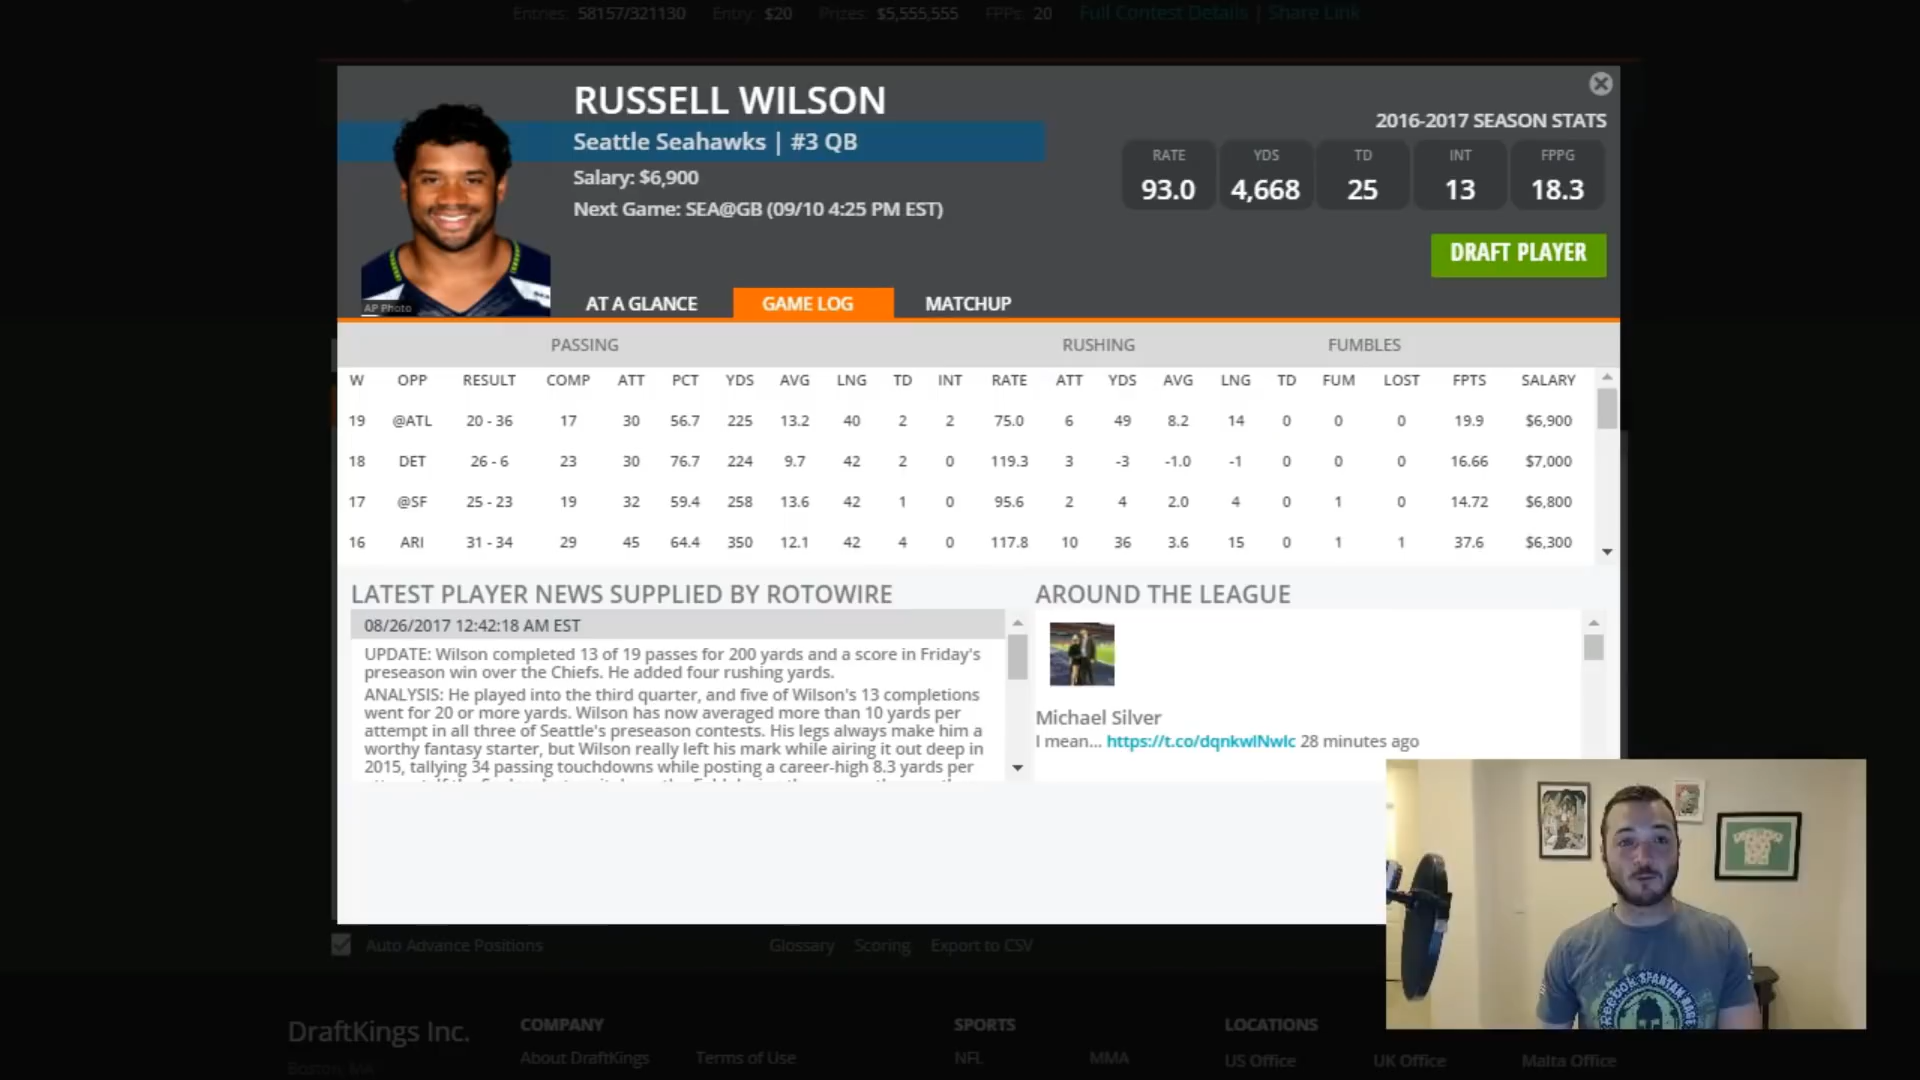 Entries: 58157/321130 Entry: $20 Prizes: $5,555,555 FPPs: 20 Full Contest Details | Share Link
RUSSELL WILSON
Seattle Seahawks | #3 QB
Salary: $6,900
Next Game: SEA@GB (09/10 4:25 PM EST)
2016-2017 SEASON STATS
RATE YDS TD INT FPPG
93.0 4,668 25 13 18.3
DRAFT PLAYER
AP Photo
AT A GLANCE GAME LOG MATCHUP
PASSING RUSHING FUMBLES
W OPP RESULT COMP ATT PCT YDS AVG LNG TD INT RATE ATT YDS AVG LNG TD FUM LOST FPTS SALARY
19 @ATL 20 - 36 17 30 56.7 225 13.2 40 2 2 75.0 6 49 8.2 14 0 0 0 19.9 $6,900
18 DET 26 - 6 23 30 76.7 224 9.7 42 2 0 119.3 3 -3 -1.0 -1 0 0 0 16.66 $7,000
17 @SF 25 - 23 19 32 59.4 258 13.6 42 1 0 95.6 2 4 2.0 4 0 1 0 14.72 $6,800
16 ARI 31 - 34 29 45 64.4 350 12.1 42 4 0 117.8 10 36 3.6 15 0 1 1 37.6 $6,300
LATEST PLAYER NEWS SUPPLIED BY ROTOWIRE
08/26/2017 12:42:18 AM EST
UPDATE: Wilson completed 13 of 19 passes for 200 yards and a score in Friday's
preseason win over the Chiefs. He added four rushing yards.
ANALYSIS: He played into the third quarter, and five of Wilson's 13 completions
went for 20 or more yards. Wilson has now averaged more than 10 yards per
attempt in all three of Seattle's preseason contests. His legs always make him a
worthy fantasy starter, but Wilson really left his mark while airing it out deep in
2015, tallying 34 passing touchdowns while posting a career-high 8.3 yards per
AROUND THE LEAGUE
Michael Silver
I mean... https://t.co/dqnkwlNwlc 28 minutes ago
Auto Advance Positions
Glossary Scoring Export to CSV
REEBOK SPARTAN RACE
DraftKings Inc.
Boston, MA
COMPANY SPORTS LOCATIONS
About DraftKings Terms of Use NFL MMA US Office UK Office Malta Office